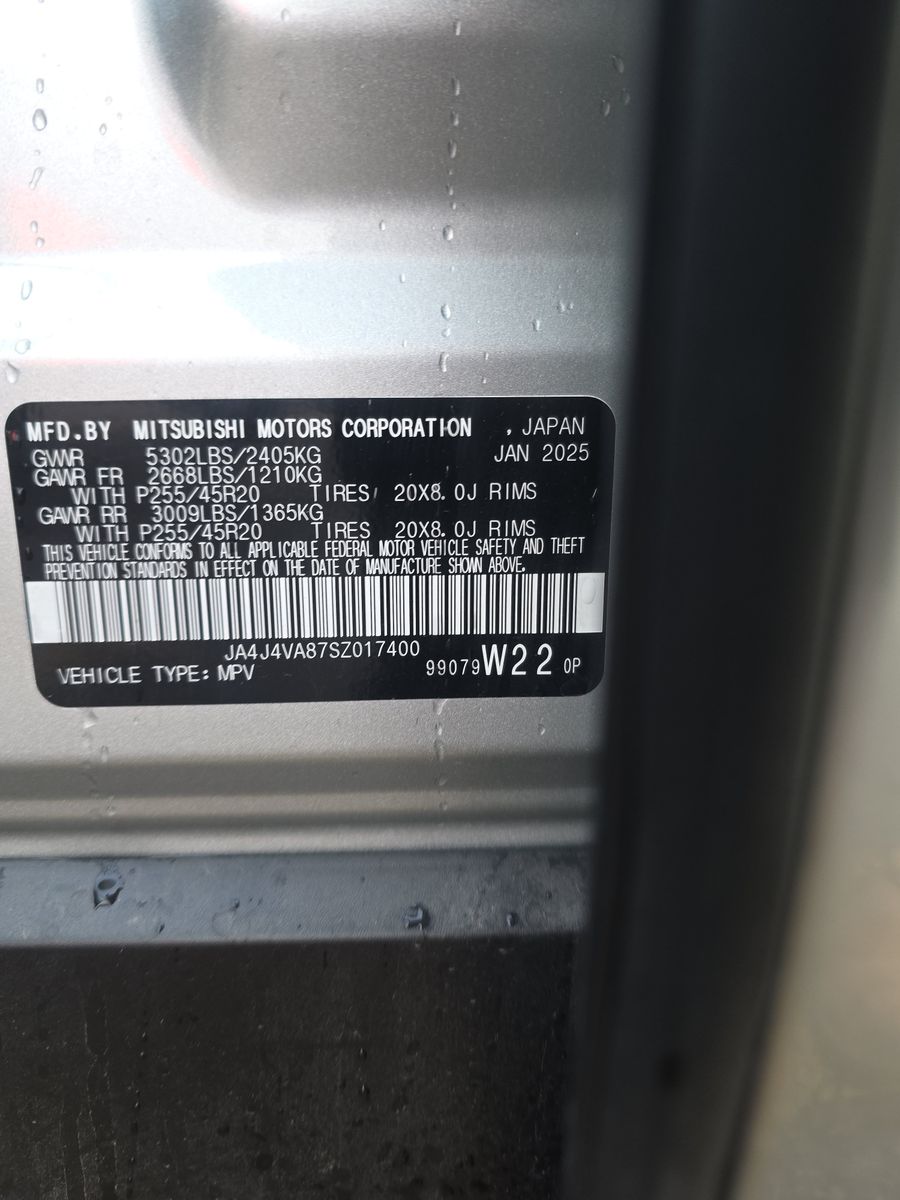 MFD.BY MITSUBISHI MOTORS CORPORATION , JAPAN
GVWR 5302LBS/2405KG JAN 2025
GAWR FR 2668LBS/1210KG
WITH P255/45R20 TIRES, 20X8.0J RIMS
GAWR RR 3009LBS/1365KG
WITH P255/45R20 TIRES 20X8.0J RIMS
THIS VEHICLE CONFORMS TO ALL APPLICABLE FEDERAL MOTOR VEHICLE SAFETY AND THEFT
PREVENTION STANDARDS IN EFFECT ON THE DATE OF MANUFACTURE SHOWN ABOVE.
JA4J4VA87SZ017400
VEHICLE TYPE: MPV 99079 W22 0P